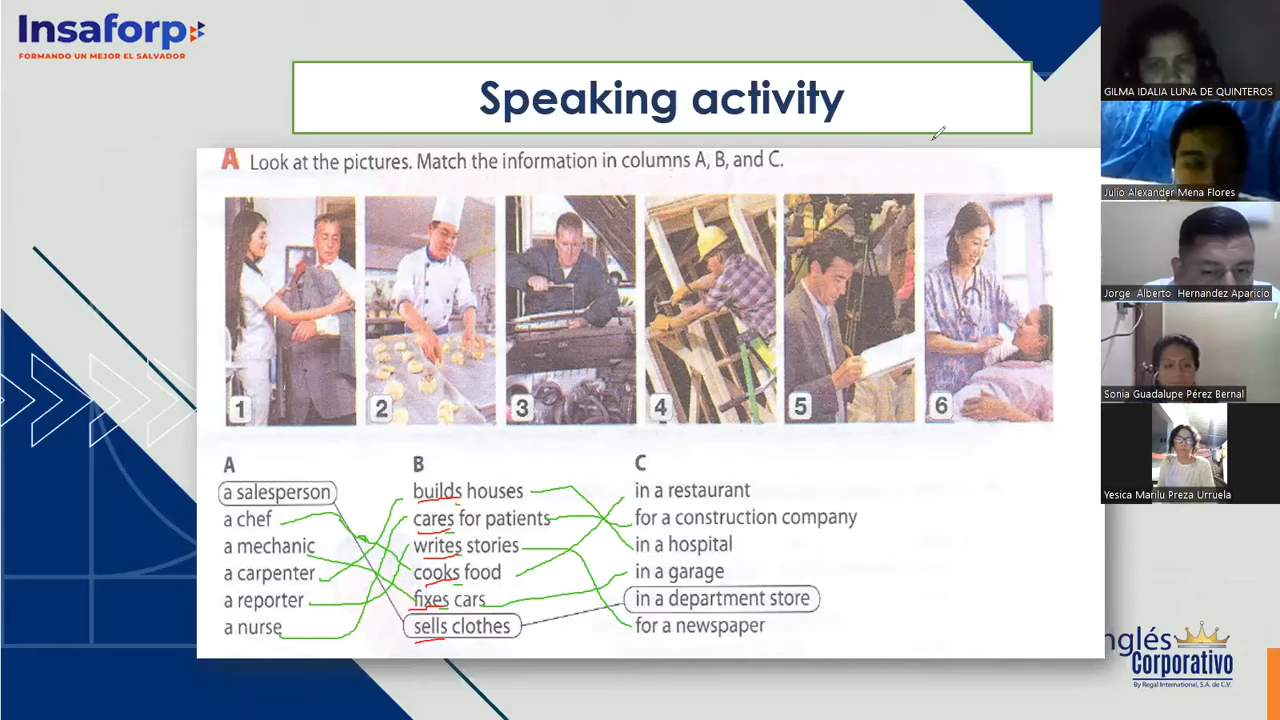 Insaforp
FORMANDO UN MEJOR EL SALVADOR
Speaking activity
A Look at the pictures. Match the information in columns A, B, and C.
1 2 3 4 5 6
A B C
a salesperson builds houses in a restaurant
a chef cares for patients for a construction company
a mechanic writes stories in a hospital
a carpenter cooks food in a garage
a reporter fixes cars in a department store
a nurse sells clothes for a newspaper
GILMA IDALIA LUNA DE QUINTEROS
Julio Alexander Mena Flores
Jorge Alberto Hernandez Aparicio
Sonia Guadalupe Pérez Bernal
Yesica Marilu Preza Urruela
nglés
Corporativo
By Regal International, S.A. de C.V.